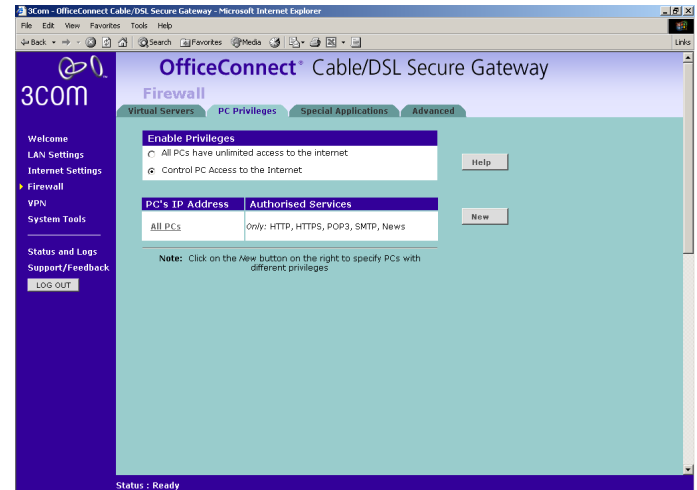 3Com - OfficeConnect Cable/DSL Secure Gateway - Microsoft Internet Explorer
File Edit View Favorites Tools Help
Back Search Favorites Media Links
3com
OfficeConnect® Cable/DSL Secure Gateway
Firewall
Virtual Servers PC Privileges Special Applications Advanced
Welcome
LAN Settings
Internet Settings
Firewall
VPN
System Tools
Status and Logs
Support/Feedback
LOG OUT
Enable Privileges
All PCs have unlimited access to the internet
Control PC Access to the Internet
Help
PC's IP Address Authorised Services
All PCs Only: HTTP, HTTPS, POP3, SMTP, News
New
Note: Click on the New button on the right to specify PCs with
different privileges
Status : Ready